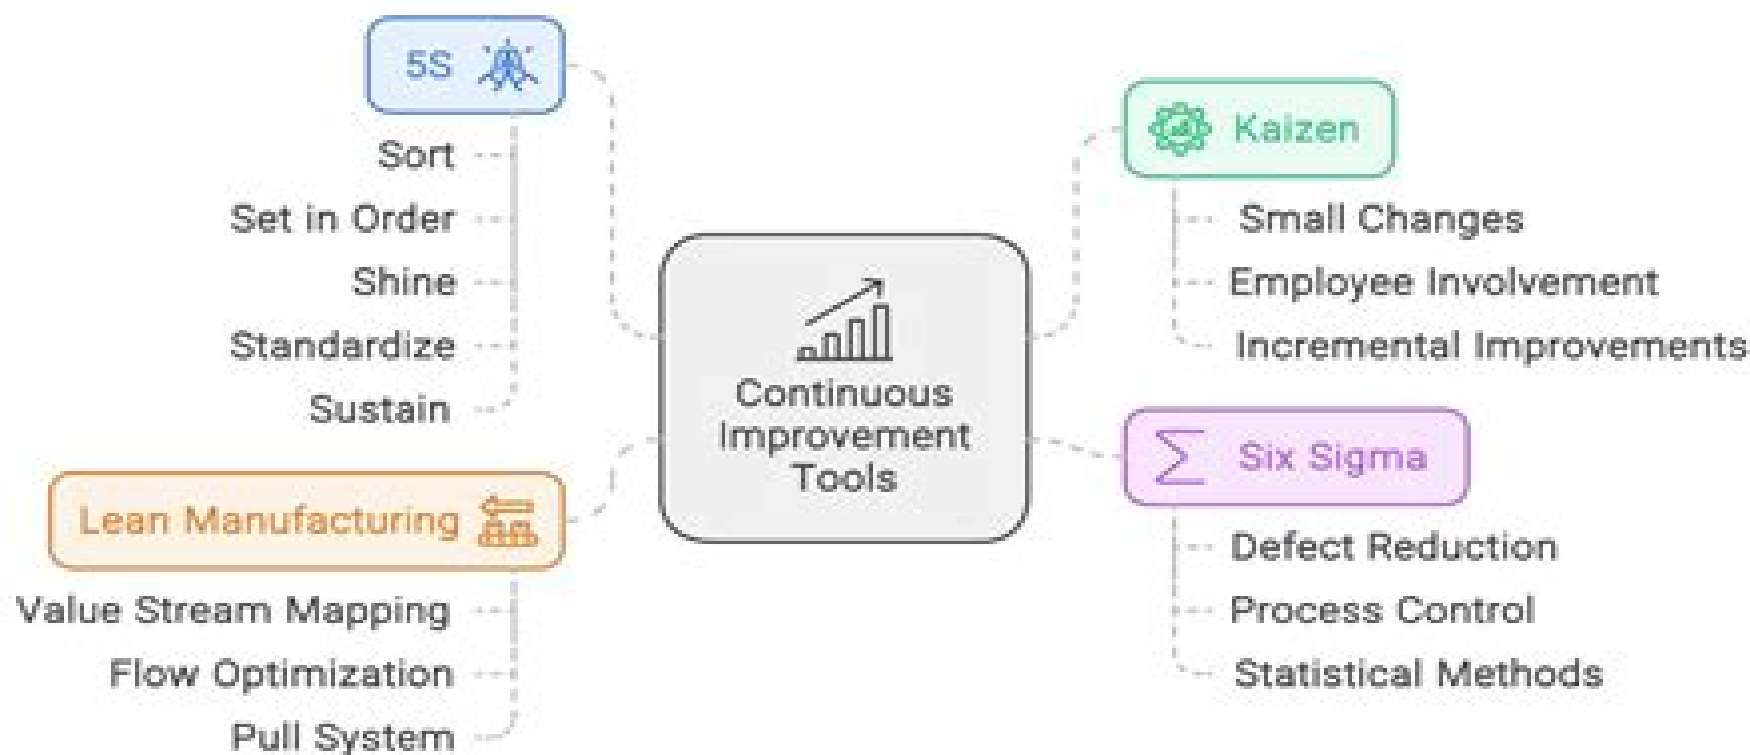 5S
Sort
Set in Order
Shine
Standardize
Sustain
Lean Manufacturing
Value Stream Mapping
Flow Optimization
Pull System
Continuous
Improvement
Tools
Kaizen
Small Changes
Employee Involvement
Incremental Improvements
Six Sigma
Defect Reduction
Process Control
Statistical Methods